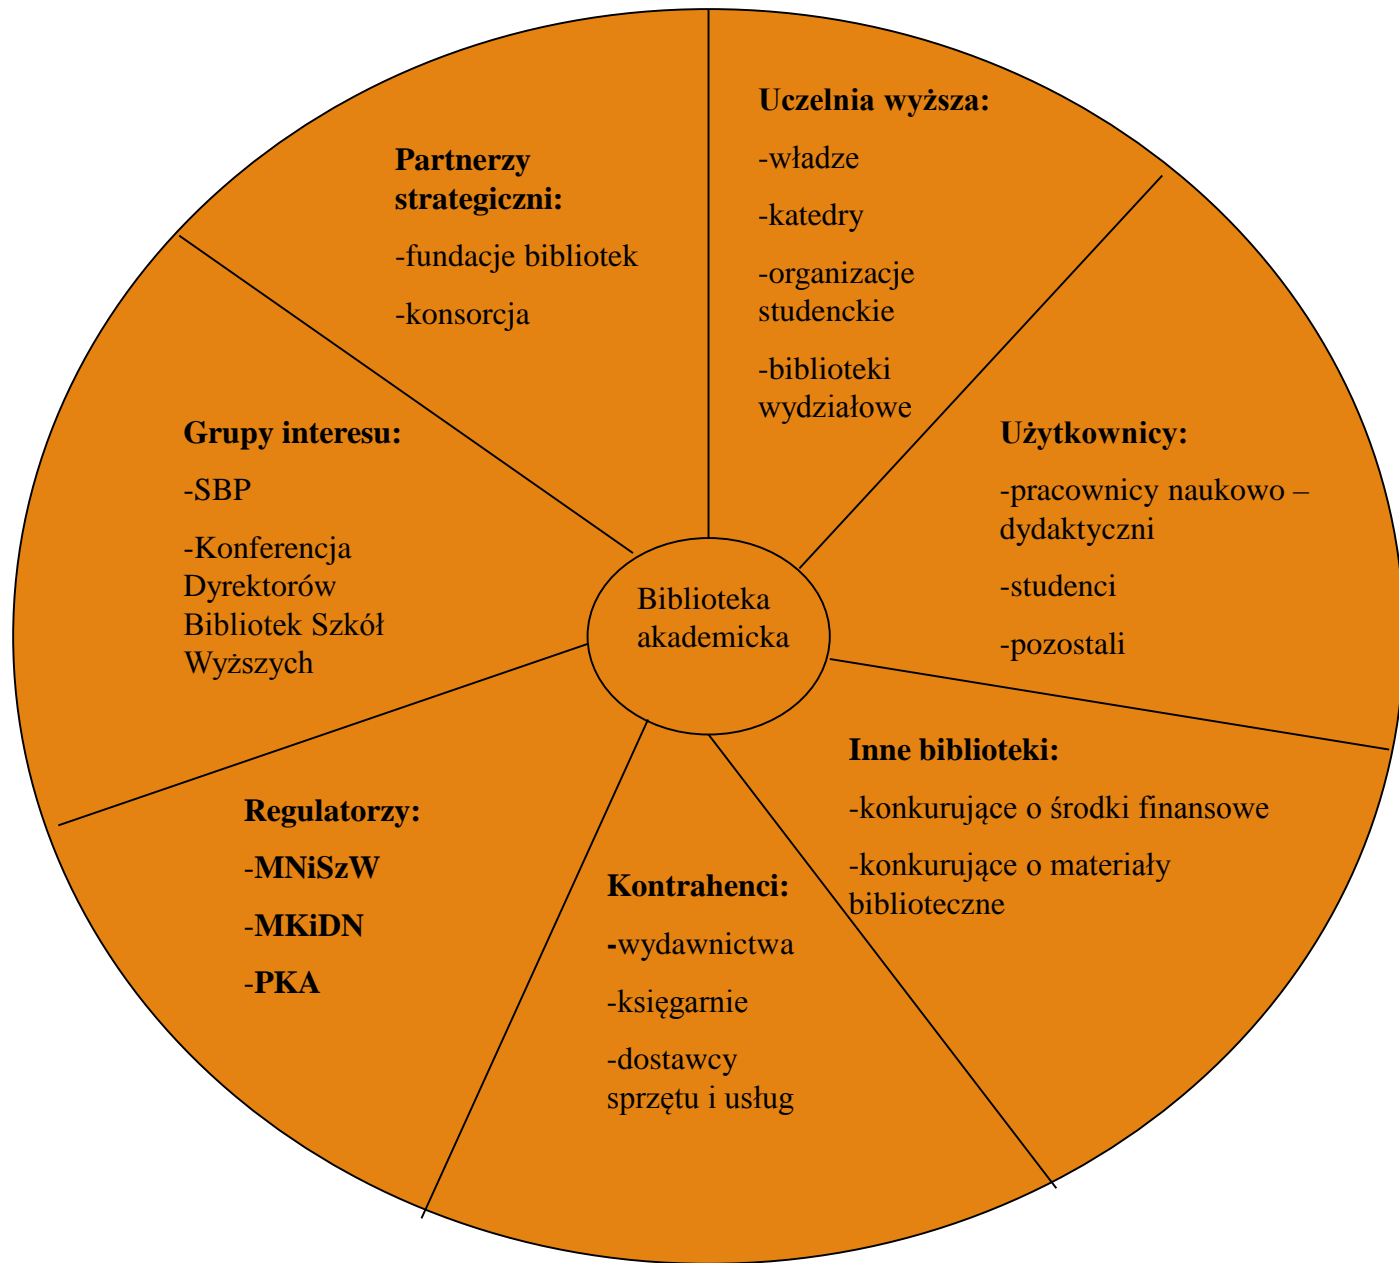 Uczelnia wyższa:
-władze
-katedry
-organizacje
studenckie
-biblioteki
wydziałowe
Partnerzy
strategiczni:
-fundacje bibliotek
-konsorcja
Grupy interesu:
-SBP
-Konferencja
Dyrektorów
Bibliotek Szkół
Wyższych
Użytkownicy:
-pracownicy naukowo –
dydaktyczni
-studenci
-pozostali
Biblioteka
akademicka
Inne biblioteki:
-konkurujące o środki finansowe
-konkurujące o materiały
biblioteczne
Regulatorzy:
-MNiSzW
-MKiDN
-PKA
Kontrahenci:
-wydawnictwa
-księgarnie
-dostawcy
sprzętu i usług